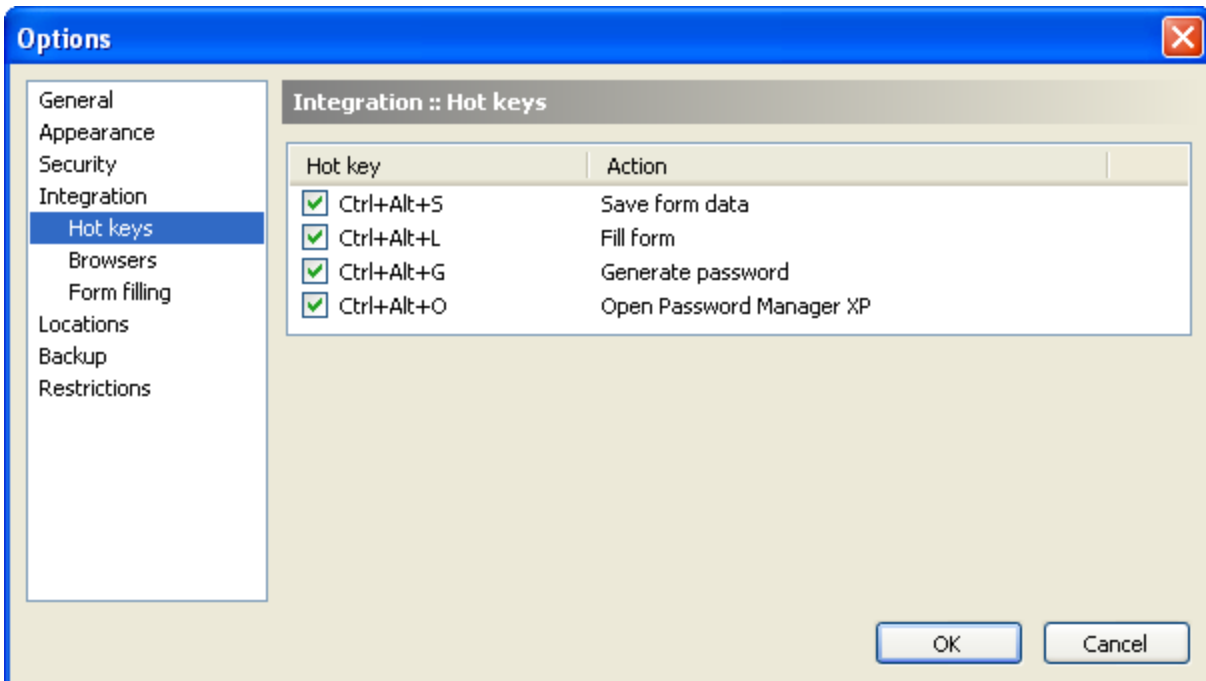 Options
General
Appearance
Security
Integration
Hot keys
Browsers
Form filling
Locations
Backup
Restrictions
Integration :: Hot keys
Hot key Action
Ctrl+Alt+S Save form data
Ctrl+Alt+L Fill form
Ctrl+Alt+G Generate password
Ctrl+Alt+O Open Password Manager XP
OK Cancel